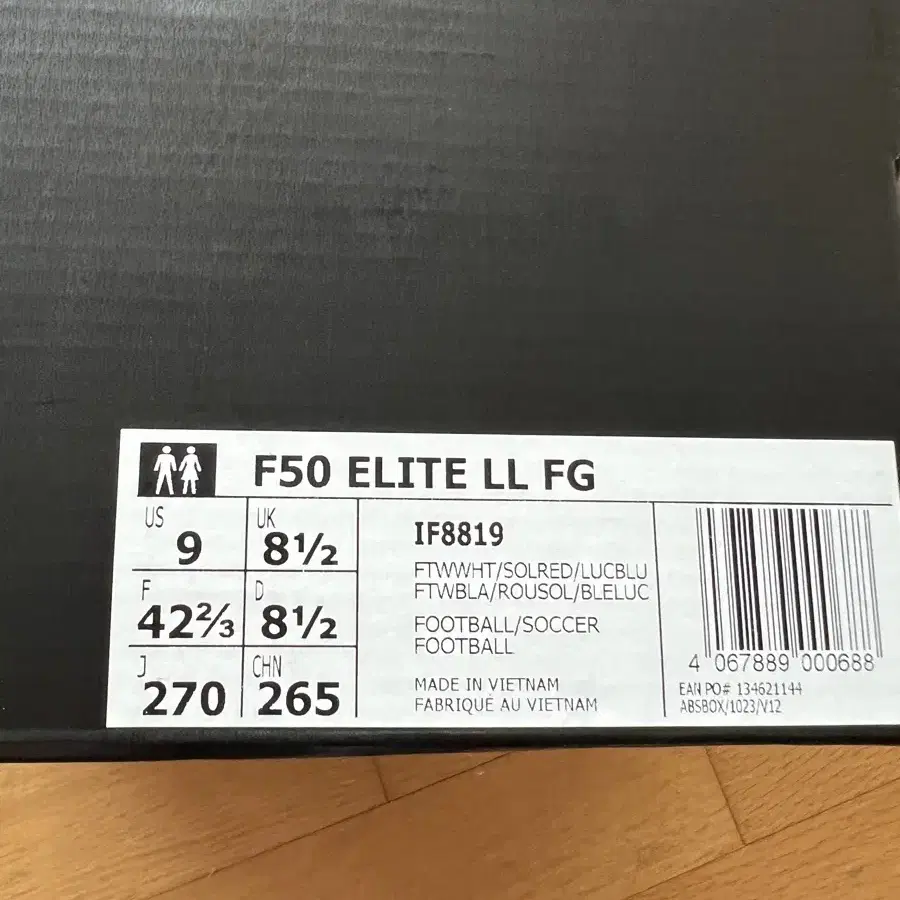 F50 ELITE LL FG
US
9
UK
8½
F
42⅔
D
8½
J
270
CHN
265
IF8819
FTWWHT/SOLRED/LUCBLU
FTWBLA/ROUSOL/BLELUC
FOOTBALL/SOCCER
FOOTBALL
MADE IN VIETNAM
FABRIQUÉ AU VIETNAM
4 067889 000688
EAN PO# 134621144
ABSBOX/1023/V12